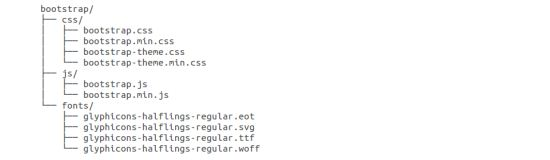 bootstrap/
├── css/
│   ├── bootstrap.css
│   ├── bootstrap.min.css
│   ├── bootstrap-theme.css
│   └── bootstrap-theme.min.css
├── js/
│   ├── bootstrap.js
│   └── bootstrap.min.js
└── fonts/
    ├── glyphicons-halflings-regular.eot
    ├── glyphicons-halflings-regular.svg
    ├── glyphicons-halflings-regular.ttf
    └── glyphicons-halflings-regular.woff